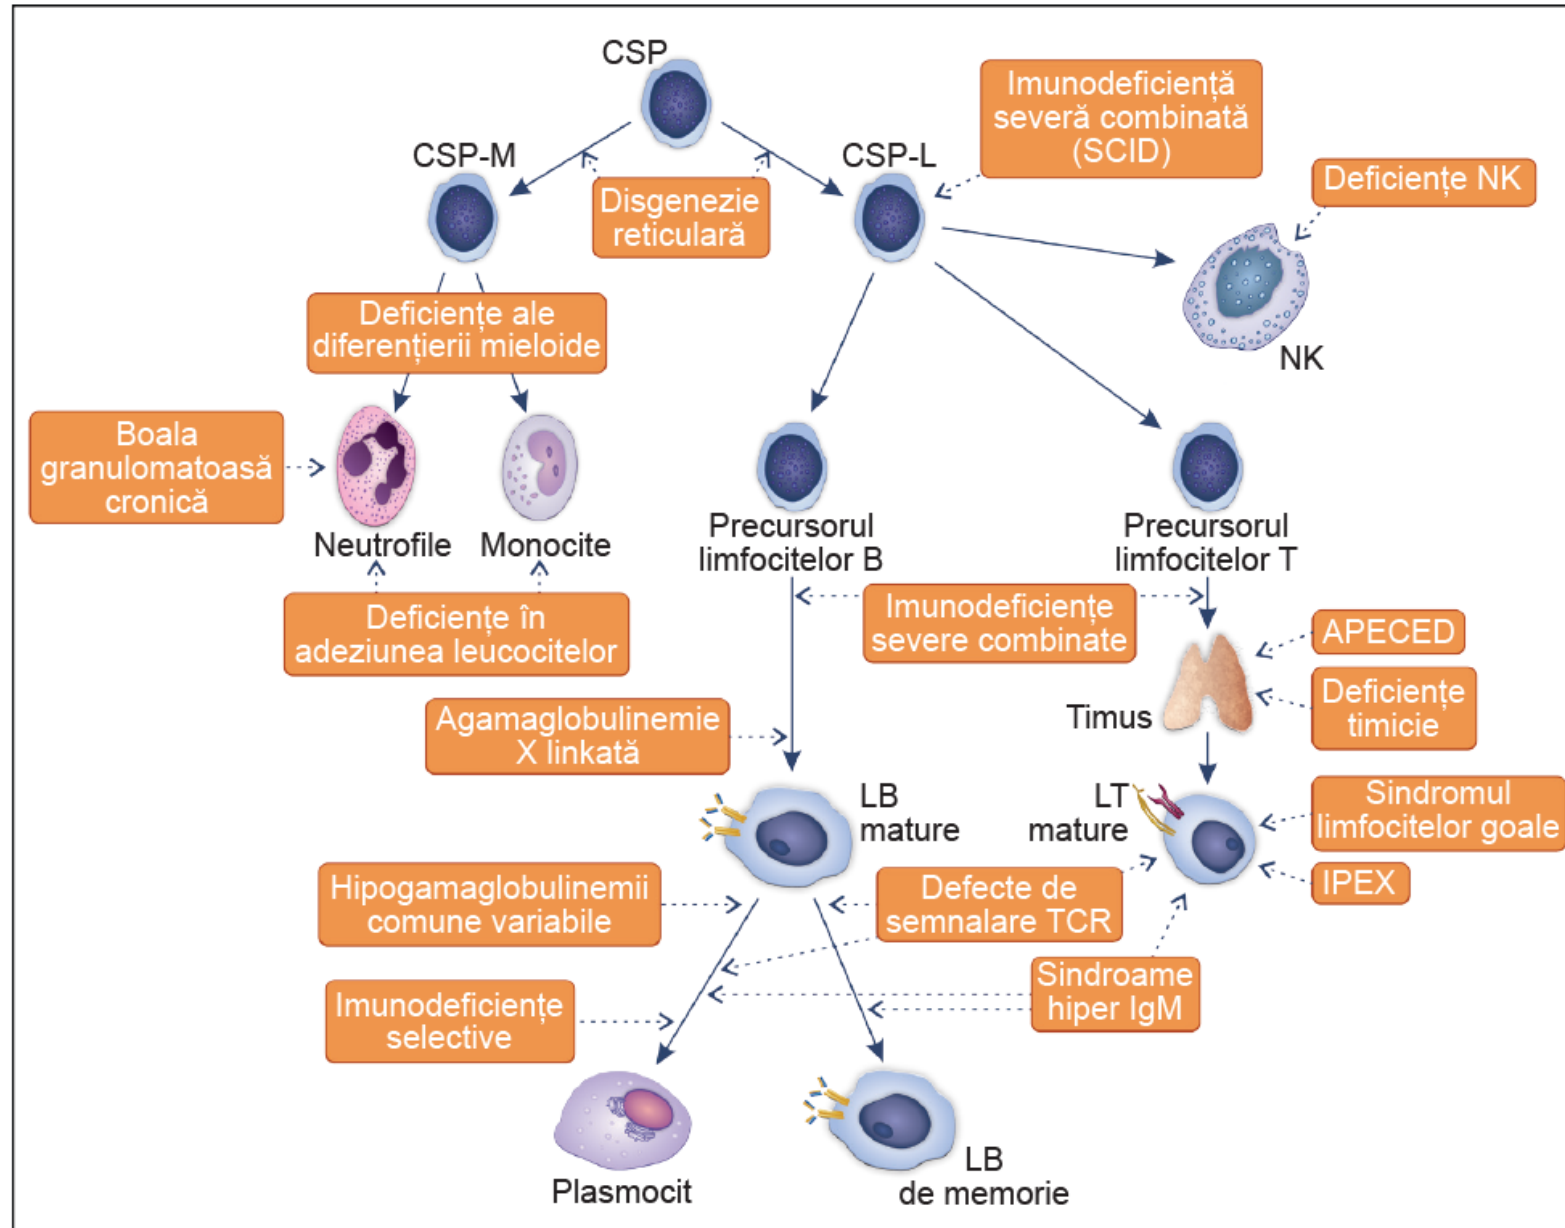 CSP
CSP-M
CSP-L
Imunodeficiență
severă combinată
(SCID)
Deficiențe NK
Disgenezie
reticulară
NK
Deficiențe ale
diferențierii mieloide
Boala
granulomatoasă
cronică
Neutrofile
Monocite
Precursorul
limfocitelor B
Precursorul
limfocitelor T
Deficiențe în
adeziunea leucocitelor
Imunodeficiențe
severe combinate
APECED
Deficiențe
timicie
Timus
Agamaglobulinemie
X linkată
LB
mature
LT
mature
Sindromul
limfocitelor goale
IPEX
Hipogamaglobulinemii
comune variabile
Defecte de
semnalare TCR
Imunodeficiențe
selective
Sindroame
hiper IgM
Plasmocit
LB
de memorie